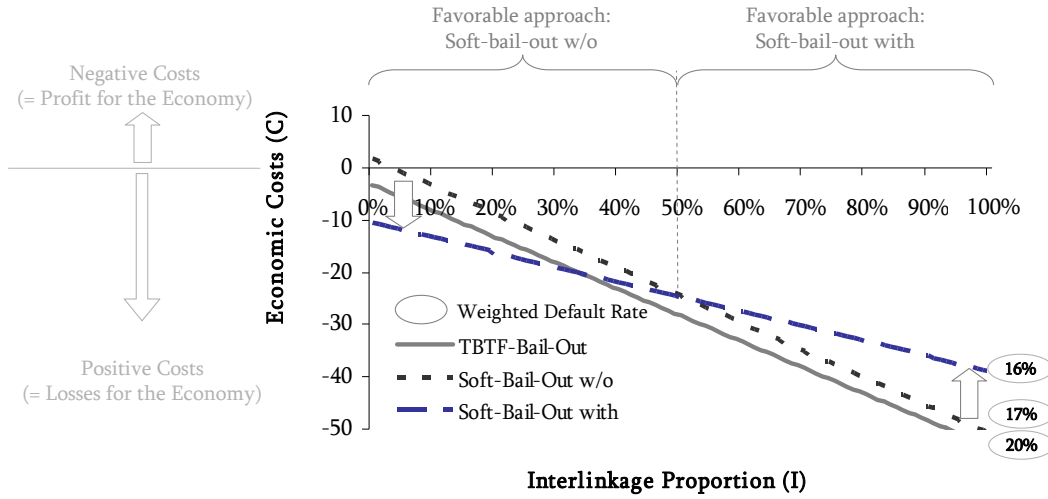 Favorable approach:
Soft-bail-out w/o
Favorable approach:
Soft-bail-out with
Negative Costs
(= Profit for the Economy)
Positive Costs
(= Losses for the Economy)
Economic Costs (C)
10
0
-10
-20
-30
-40
-50
0% 10% 20% 30% 40% 50% 60% 70% 80% 90% 100%
Weighted Default Rate
TBTF-Bail-Out
Soft-Bail-Out w/o
Soft-Bail-Out with
16%
17%
20%
Interlinkage Proportion (I)